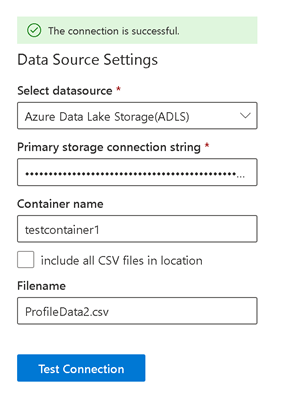 The connection is successful.
Data Source Settings
Select datasource *
Azure Data Lake Storage(ADLS)
Primary storage connection string *
••••••••••••••••••••••••••••••••••••••••••••••...
Container name
testcontainer1
include all CSV files in location
Filename
ProfileData2.csv
Test Connection